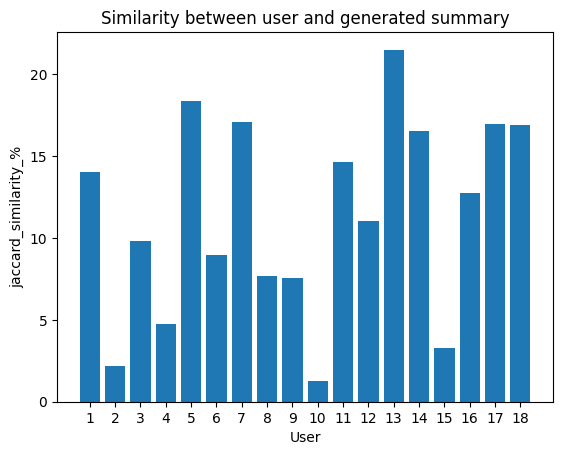 Similarity between user and generated summary
jaccard_similarity_%
20
15
10
5
0
1 2 3 4 5 6 7 8 9 10 11 12 13 14 15 16 17 18
User